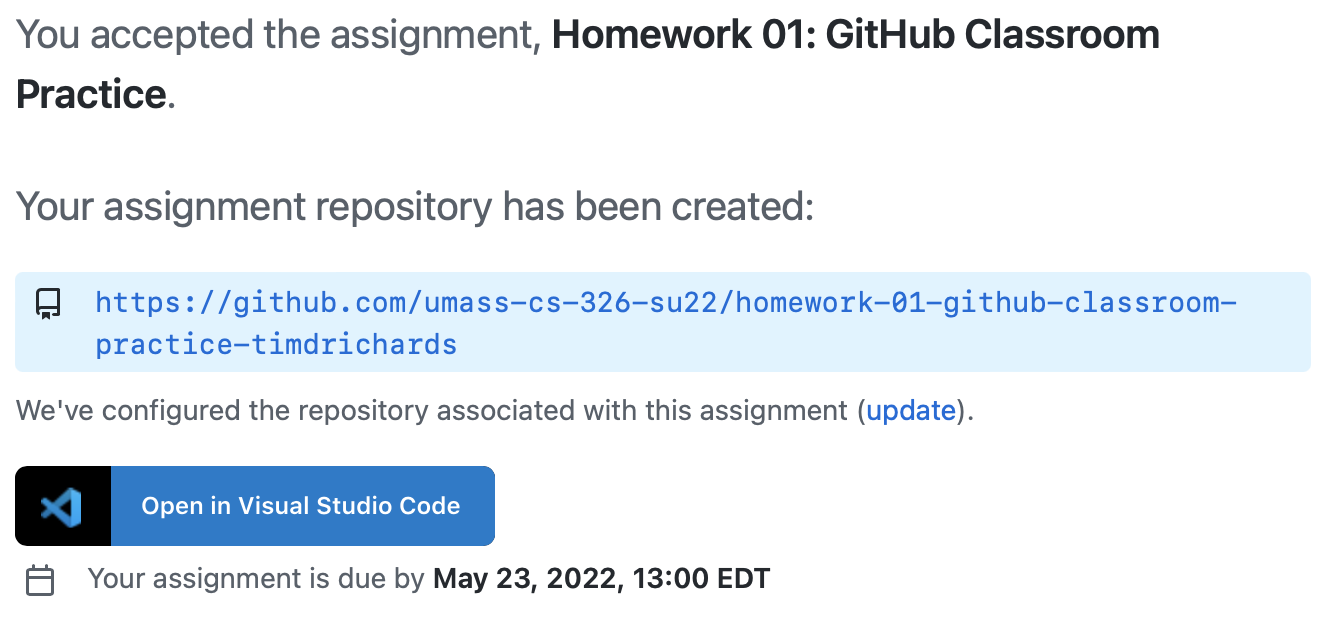 You accepted the assignment, Homework 01: GitHub Classroom
Practice.
Your assignment repository has been created:
https://github.com/umass-cs-326-su22/homework-01-github-classroom-
practice-timdrichards
We've configured the repository associated with this assignment (update).
Open in Visual Studio Code
Your assignment is due by May 23, 2022, 13:00 EDT